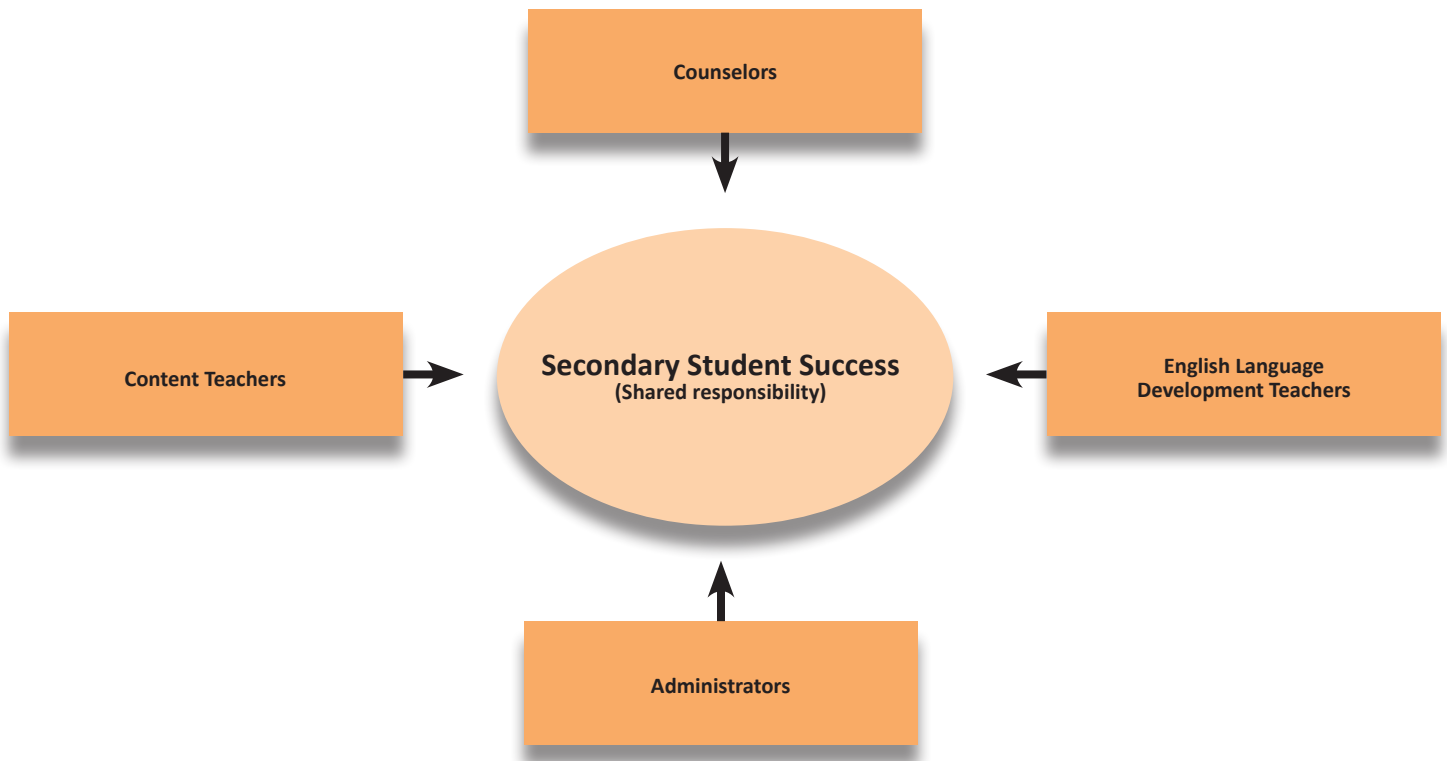 Counselors
Content Teachers
Secondary Student Success
(Shared responsibility)
English Language
Development Teachers
Administrators